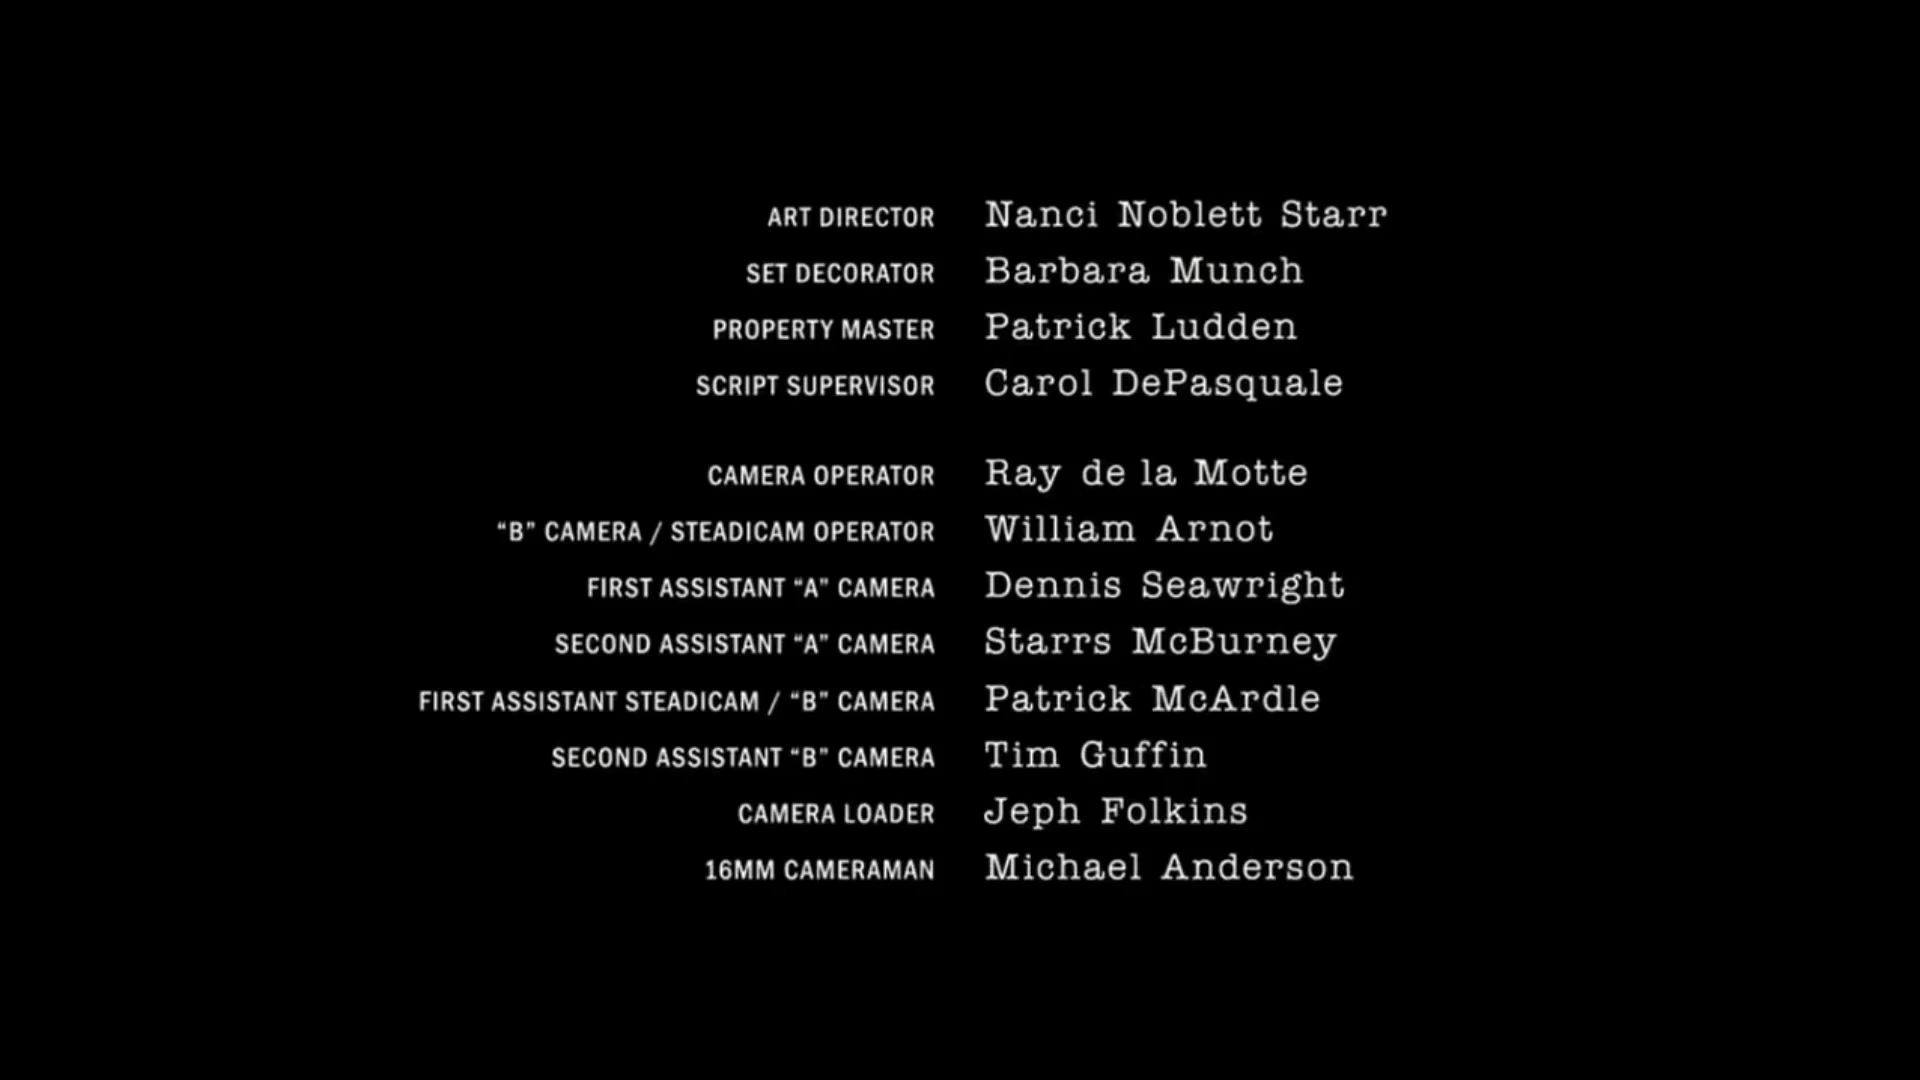 ART DIRECTOR Nanci Noblett Starr
SET DECORATOR Barbara Munch
PROPERTY MASTER Patrick Ludden
SCRIPT SUPERVISOR Carol DePasquale
CAMERA OPERATOR Ray de la Motte
“B” CAMERA / STEADICAM OPERATOR William Arnot
FIRST ASSISTANT “A” CAMERA Dennis Seawright
SECOND ASSISTANT “A” CAMERA Starrs McBurney
FIRST ASSISTANT STEADICAM / “B” CAMERA Patrick McArdle
SECOND ASSISTANT “B” CAMERA Tim Guffin
CAMERA LOADER Jeph Folkins
16MM CAMERAMAN Michael Anderson